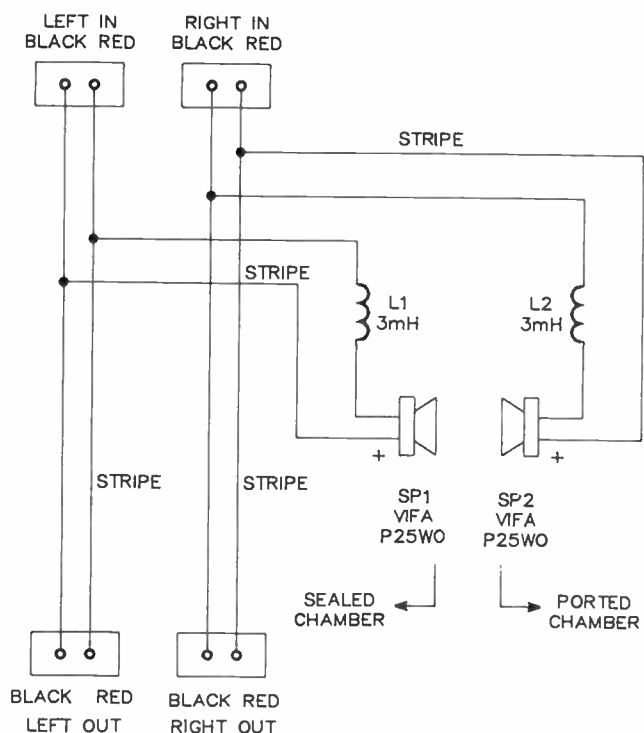 LEFT IN
BLACK RED
RIGHT IN
BLACK RED
STRIPE
STRIPE
L1
3mH
L2
3mH
+
+
STRIPE
STRIPE
SP1
VIFA
P25WO
SP2
VIFA
P25WO
SEALED
CHAMBER
PORTED
CHAMBER
BLACK RED
LEFT OUT
BLACK RED
RIGHT OUT